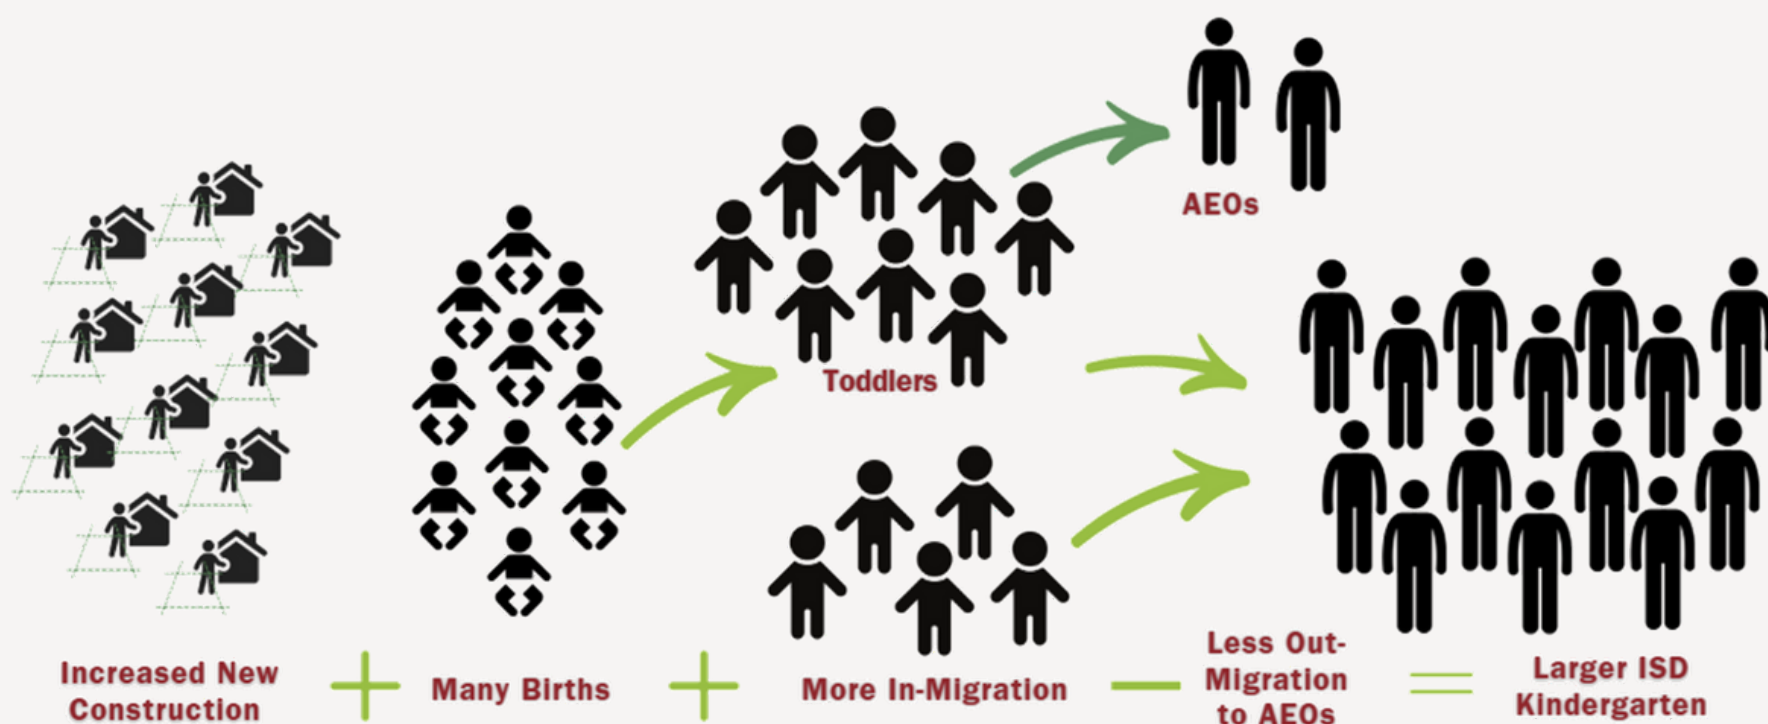 AEOs
Toddlers
Increased New
Construction
+
Many Births
+
More In-Migration
—
Less Out-
Migration
to AEOs
=
Larger ISD
Kindergarten